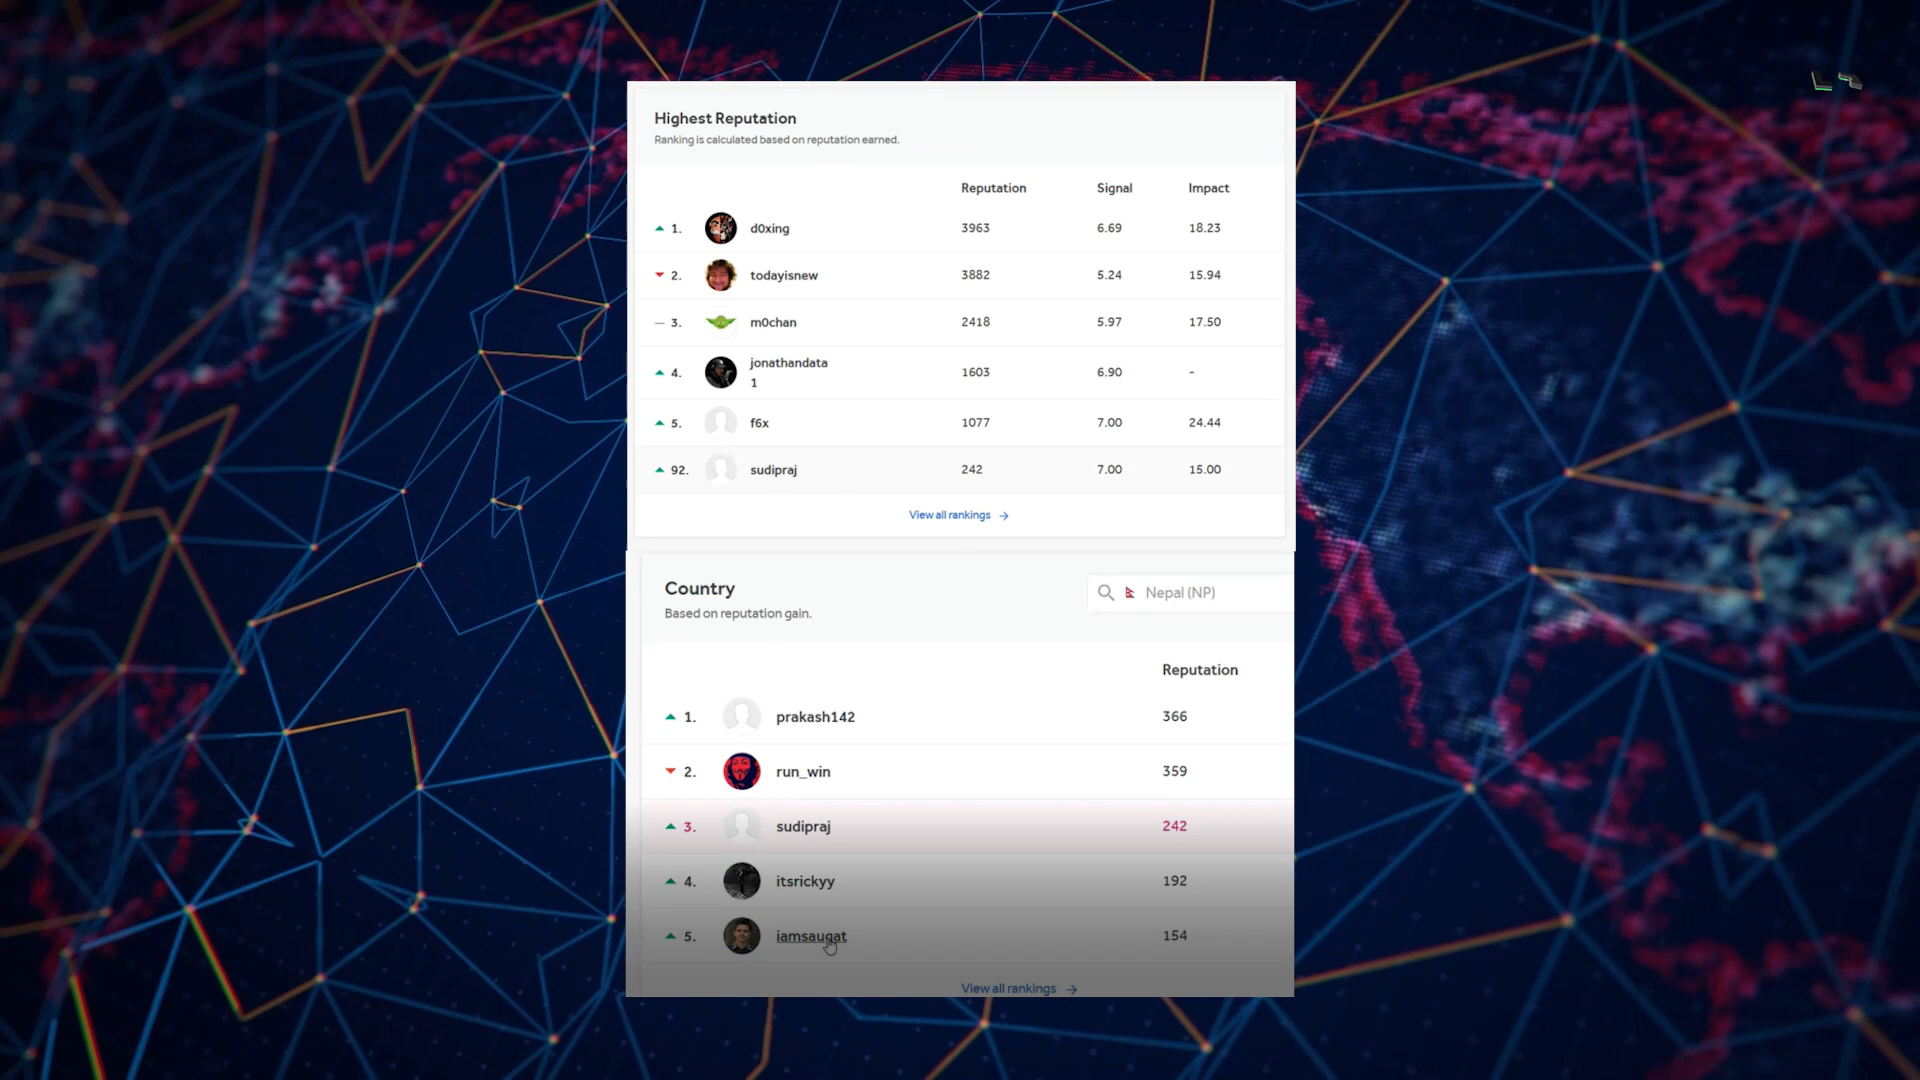 Highest Reputation
Ranking is calculated based on reputation earned.
Reputation Signal Impact
1. d0xing 3963 6.69 18.23
2. todayisnew 3882 5.24 15.94
3. m0chan 2418 5.97 17.50
4. jonathandata 1603 6.90 -
1
5. f6x 1077 7.00 24.44
92. sudipraj 242 7.00 15.00
View all rankings →
Country
Nepal (NP)
Based on reputation gain.
Reputation
1. prakash142 366
2. run_win 359
3. sudipraj 242
4. itsrickyy 192
5. iamsaugat 154
View all rankings →